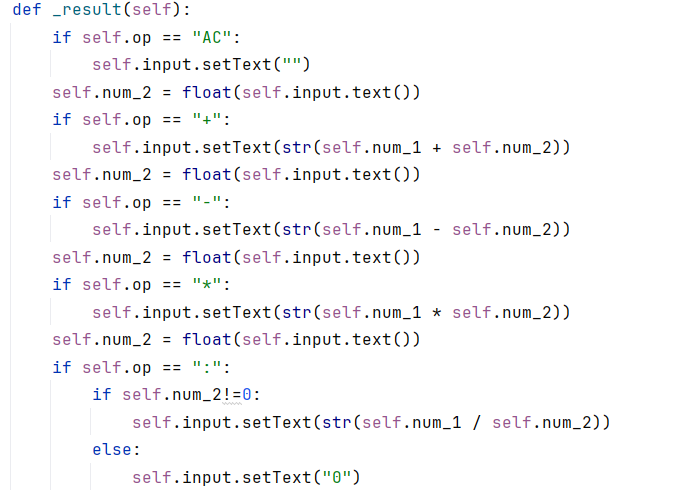 def _result(self):
    if self.op == "AC":
        self.input.setText("")
    self.num_2 = float(self.input.text())
    if self.op == "+":
        self.input.setText(str(self.num_1 + self.num_2))
    self.num_2 = float(self.input.text())
    if self.op == "-":
        self.input.setText(str(self.num_1 - self.num_2))
    self.num_2 = float(self.input.text())
    if self.op == "*":
        self.input.setText(str(self.num_1 * self.num_2))
    self.num_2 = float(self.input.text())
    if self.op == ":":
        if self.num_2!=0:
            self.input.setText(str(self.num_1 / self.num_2))
        else:
            self.input.setText("0")